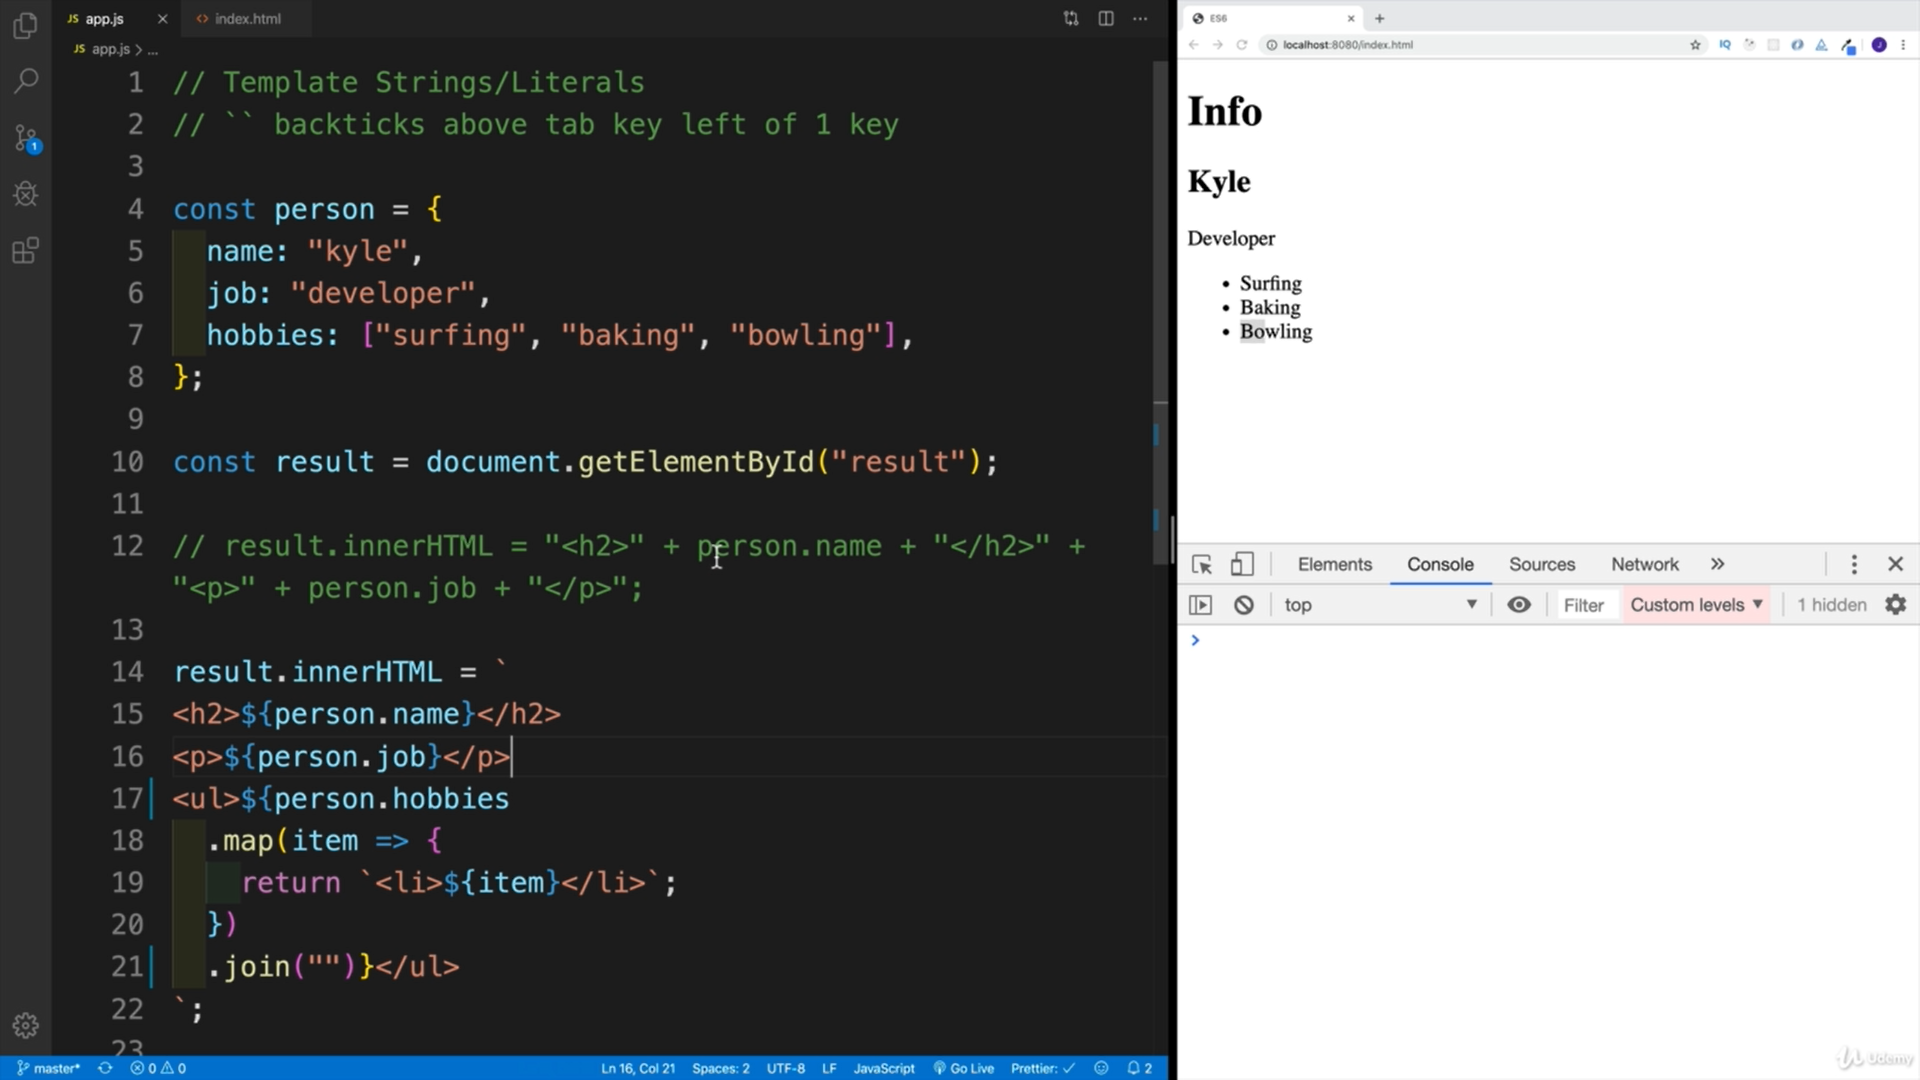 JS app.js
<> index.html
JS app.js > ...
1 // Template Strings/Literals
2 // `` backticks above tab key left of 1 key
3
4 const person = {
5 name: "kyle",
6 job: "developer",
7 hobbies: ["surfing", "baking", "bowling"],
8 };
9
10 const result = document.getElementById("result");
11
12 // result.innerHTML = "<h2>" + person.name + "</h2>" +
"<p>" + person.job + "</p>";
13
14 result.innerHTML = `
15 <h2>${person.name}</h2>
16 <p>${person.job}</p>
17 <ul>${person.hobbies
18 .map(item => {
19 return `<li>${item}</li>`;
20 })
21 .join("")}</ul>
22 `;
23
1
master* 0 0 Ln 16, Col 21 Spaces: 2 UTF-8 LF JavaScript Go Live Prettier: ✓ 2
ES6
localhost:8080/index.html
IQ
J
Info
Kyle
Developer
• Surfing
• Baking
• Bowling
Elements Console Sources Network »
top Filter Custom levels 1 hidden
>
Udemy